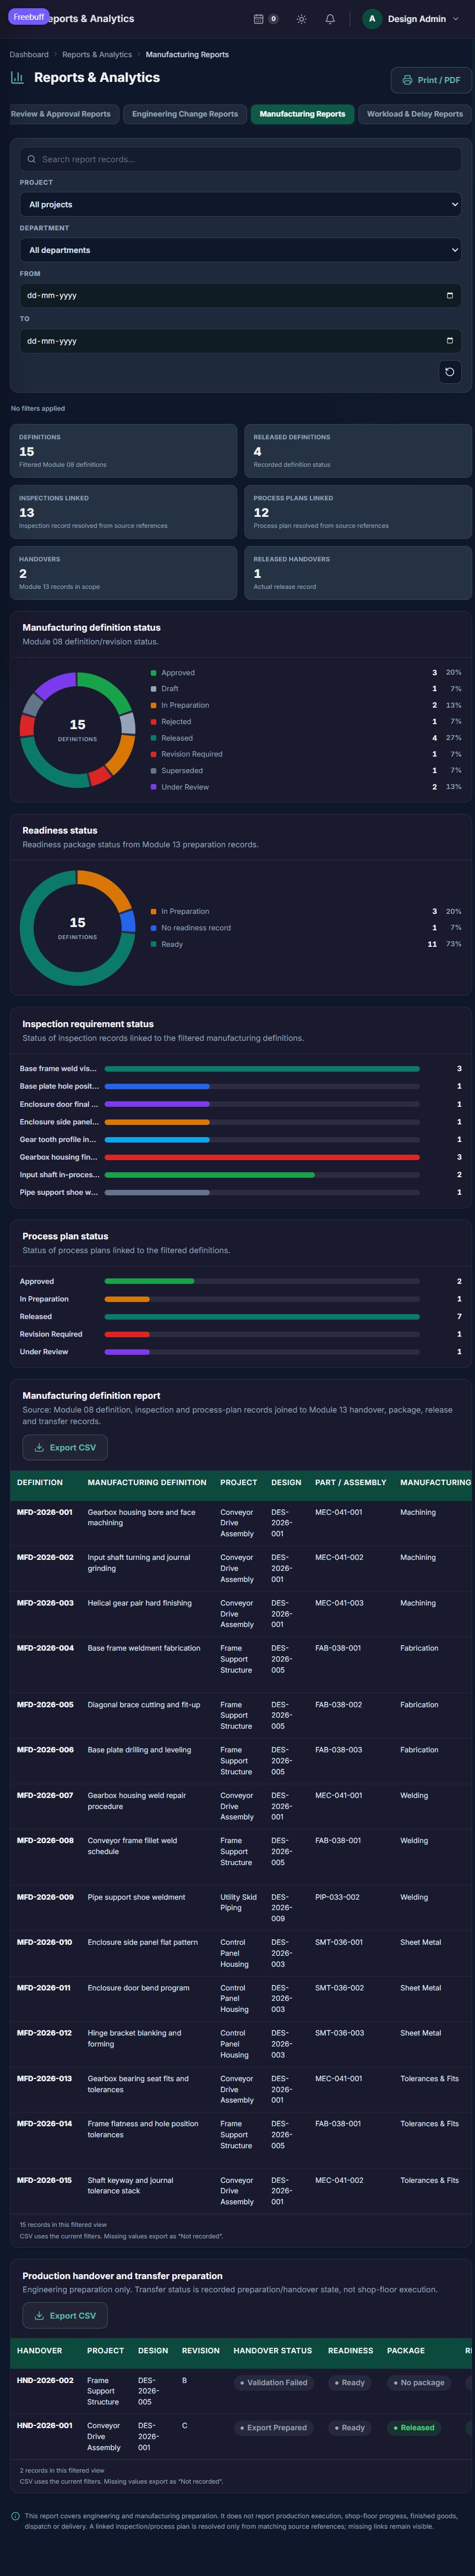 Freebuff
eports & Analytics
0
A
Design Admin
Dashboard
Reports & Analytics
Manufacturing Reports
Reports & Analytics
Print / PDF
Review & Approval Reports
Engineering Change Reports
Manufacturing Reports
Workload & Delay Reports
Search report records...
PROJECT
All projects
DEPARTMENT
All departments
FROM
dd-mm-yyyy
TO
dd-mm-yyyy
No filters applied
DEFINITIONS
15
Filtered Module 08 definitions
RELEASED DEFINITIONS
4
Recorded definition status
INSPECTIONS LINKED
13
Inspection record resolved from source references
PROCESS PLANS LINKED
12
Process plan resolved from source references
HANDOVERS
2
Module 13 records in scope
RELEASED HANDOVERS
1
Actual release record
Manufacturing definition status
Module 08 definition/revision status.
15
DEFINITIONS
Approved 3 20%
Draft 1 7%
In Preparation 2 13%
Rejected 1 7%
Released 4 27%
Revision Required 1 7%
Superseded 1 7%
Under Review 2 13%
Readiness status
Readiness package status from Module 13 preparation records.
15
DEFINITIONS
In Preparation 3 20%
No readiness record 1 7%
Ready 11 73%
Inspection requirement status
Status of inspection records linked to the filtered manufacturing definitions.
Base frame weld vis... 3
Base plate hole posit... 1
Enclosure door final ... 1
Enclosure side panel... 1
Gear tooth profile in... 1
Gearbox housing fin... 3
Input shaft in-proces... 2
Pipe support shoe w... 1
Process plan status
Status of process plans linked to the filtered definitions.
Approved 2
In Preparation 1
Released 7
Revision Required 1
Under Review 1
Manufacturing definition report
Source: Module 08 definition, inspection and process-plan records joined to Module 13 handover, package, release
and transfer records.
Export CSV
DEFINITION MANUFACTURING DEFINITION PROJECT DESIGN PART / ASSEMBLY MANUFACTURING
MFD-2026-001 Gearbox housing bore and face Conveyor DES- MEC-041-001 Machining
machining Drive 2026-
Assembly 001
MFD-2026-002 Input shaft turning and journal Conveyor DES- MEC-041-002 Machining
grinding Drive 2026-
Assembly 001
MFD-2026-003 Helical gear pair hard finishing Conveyor DES- MEC-041-003 Machining
Drive 2026-
Assembly 001
MFD-2026-004 Base frame weldment fabrication Frame DES- FAB-038-001 Fabrication
Support 2026-
Structure 005
MFD-2026-005 Diagonal brace cutting and fit-up Frame DES- FAB-038-002 Fabrication
Support 2026-
Structure 005
MFD-2026-006 Base plate drilling and leveling Frame DES- FAB-038-003 Fabrication
Support 2026-
Structure 005
MFD-2026-007 Gearbox housing weld repair Conveyor DES- MEC-041-001 Welding
procedure Drive 2026-
Assembly 001
MFD-2026-008 Conveyor frame fillet weld Frame DES- FAB-038-001 Welding
schedule Support 2026-
Structure 005
MFD-2026-009 Pipe support shoe weldment Utility Skid DES- PIP-033-002 Welding
Piping 2026-
009
MFD-2026-010 Enclosure side panel flat pattern Control DES- SMT-036-001 Sheet Metal
Panel 2026-
Housing 003
MFD-2026-011 Enclosure door bend program Control DES- SMT-036-002 Sheet Metal
Panel 2026-
Housing 003
MFD-2026-012 Hinge bracket blanking and Control DES- SMT-036-003 Sheet Metal
forming Panel 2026-
Housing 003
MFD-2026-013 Gearbox bearing seat fits and Conveyor DES- MEC-041-001 Tolerances & Fits
tolerances Drive 2026-
Assembly 001
MFD-2026-014 Frame flatness and hole position Frame DES- FAB-038-001 Tolerances & Fits
tolerances Support 2026-
Structure 005
MFD-2026-015 Shaft keyway and journal Conveyor DES- MEC-041-002 Tolerances & Fits
tolerance stack Drive 2026-
Assembly 001
15 records in this filtered view
CSV uses the current filters. Missing values export as “Not recorded”.
Production handover and transfer preparation
Engineering preparation only. Transfer status is recorded preparation/handover state, not shop-floor execution.
Export CSV
HANDOVER PROJECT DESIGN REVISION HANDOVER STATUS READINESS PACKAGE
HND-2026-002 Frame DES- B Validation Failed Ready No package
Support 2026-
Structure 005
HND-2026-001 Conveyor DES- C Export Prepared Ready Released
Drive 2026-
Assembly 001
2 records in this filtered view
CSV uses the current filters. Missing values export as “Not recorded”.
This report covers engineering and manufacturing preparation. It does not report production execution, shop-floor progress, finished goods,
dispatch or delivery. A linked inspection/process plan is resolved only from matching source references; missing links remain visible.